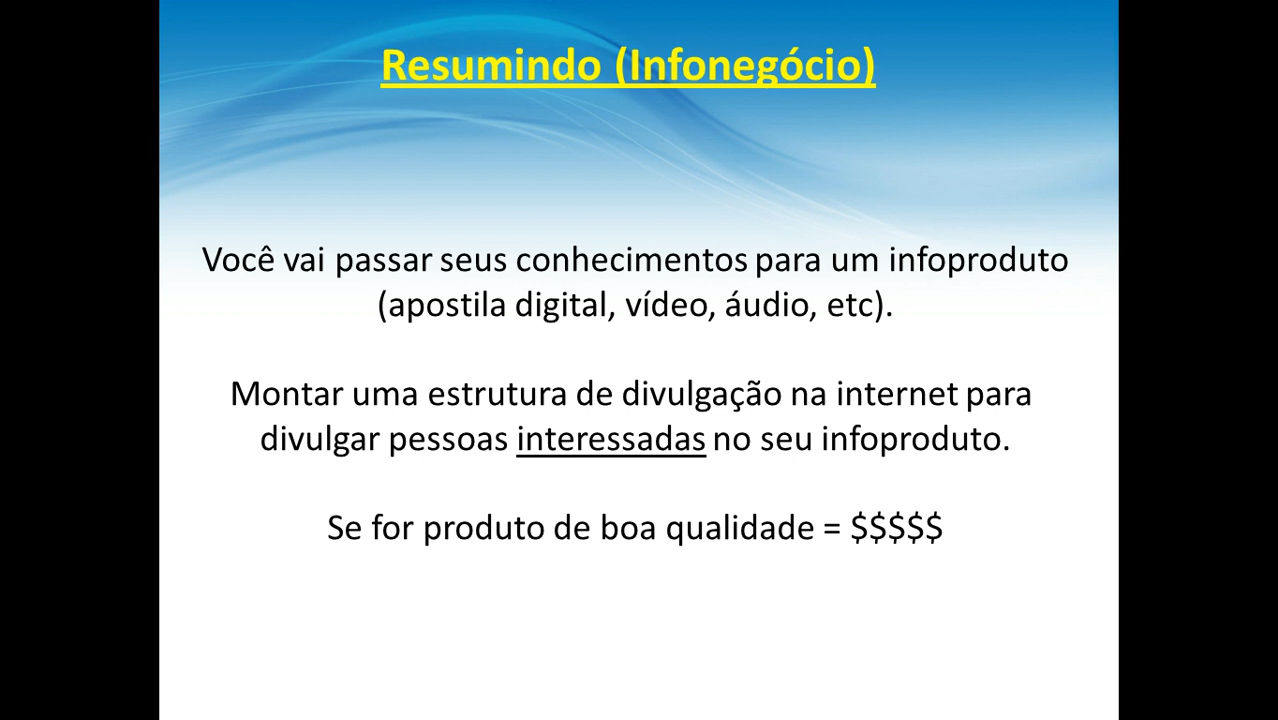 Resumindo (Infonegócio)
Você vai passar seus conhecimentos para um infoproduto
(apostila digital, vídeo, áudio, etc).
Montar uma estrutura de divulgação na internet para
divulgar pessoas interessadas no seu infoproduto.
Se for produto de boa qualidade = $$$$$